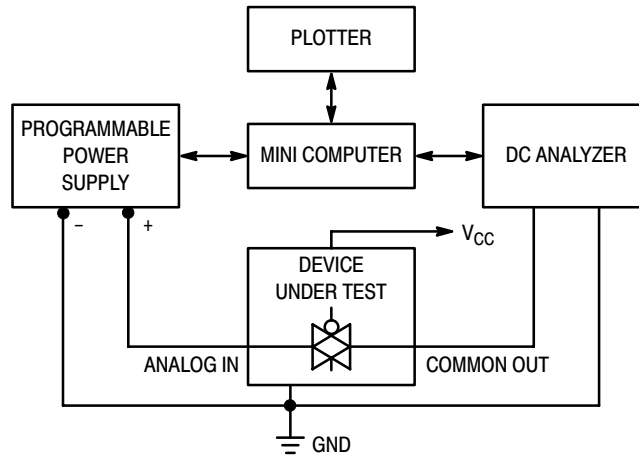 PLOTTER
PROGRAMMABLE
POWER
SUPPLY
MINI COMPUTER
DC ANALYZER
– +
VCC
DEVICE
UNDER TEST
ANALOG IN
COMMON OUT
GND